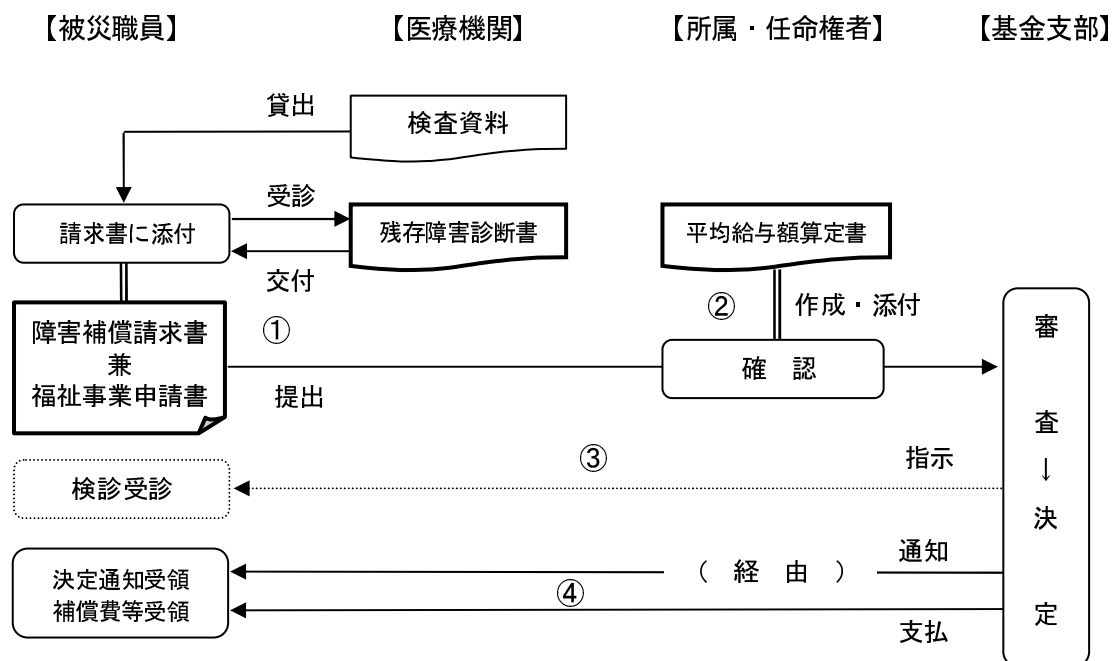 【被災職員】 【医療機関】 【所属・任命権者】 【基金支部】
貸出
検査資料
受診
請求書に添付
残存障害診断書
平均給与額算定書
交付
障害補償請求書
兼
福祉事業申請書
①
提出
②
作成・添付
確 認
審
査
↓
決
定
③
指示
検診受診
通知
( 経 由 )
決定通知受領
補償費等受領
④
支払